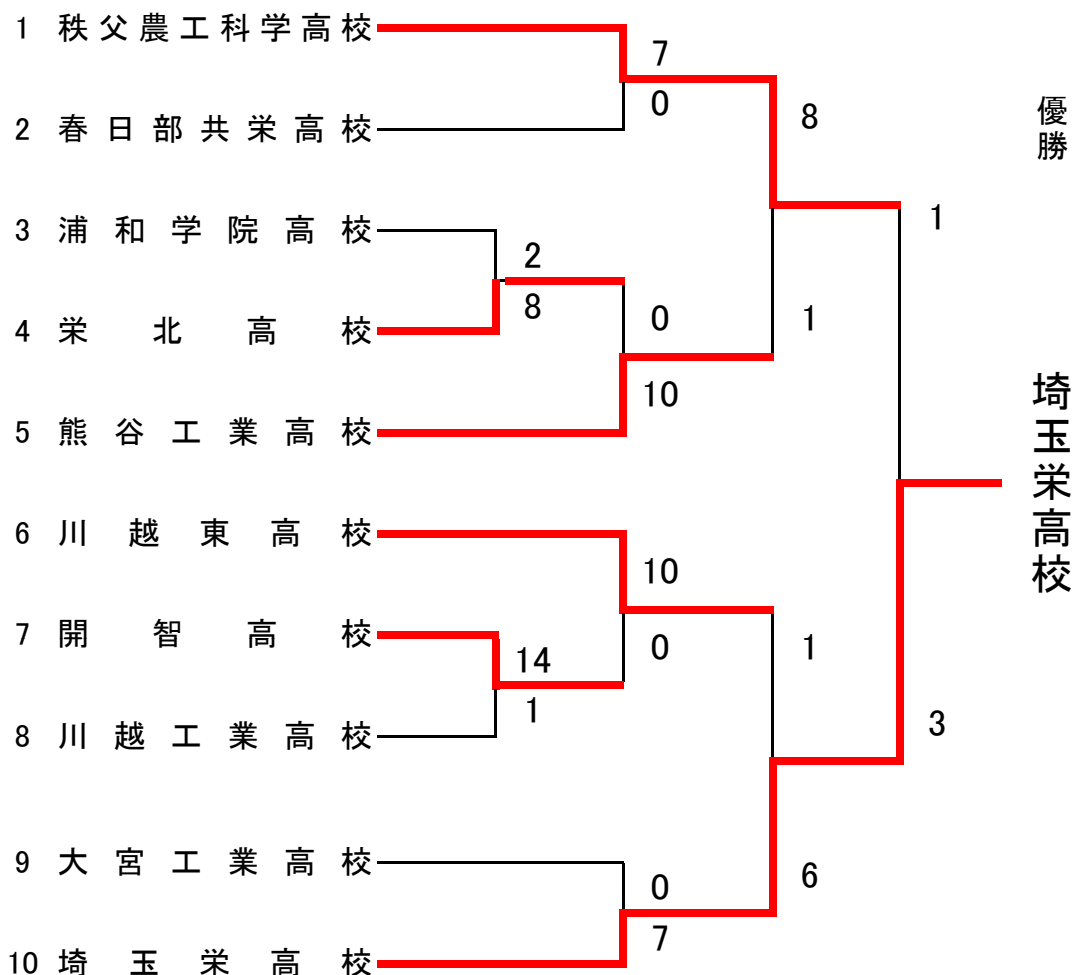 1 秩父農工科学高校
7
0
2 春日部共栄高校
8
優勝
3 浦和学院高校
1
2
8
4 栄北高校
0
1
10
5 熊谷工業高校
埼玉栄高校
6 川越東高校
10
7 開智高校
0
1
14
1
8 川越工業高校
3
9 大宮工業高校
0
6
7
10 埼玉栄高校